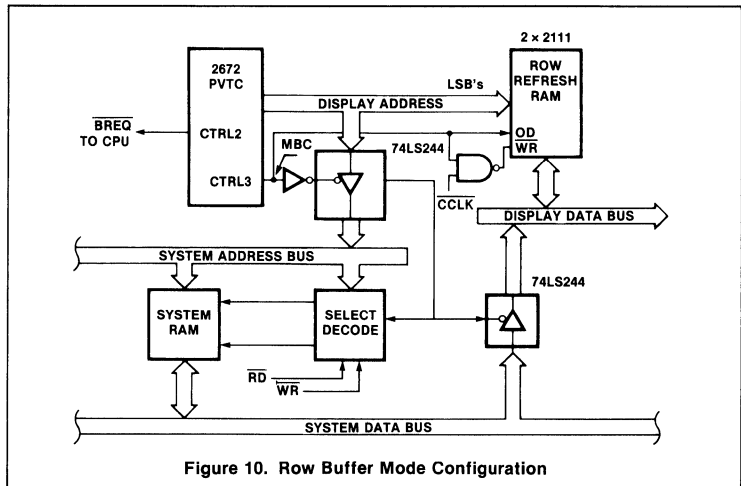 2672
PVTC
BREQ
TO CPU
CTRL2
CTRL3
MBC
LSB's
DISPLAY ADDRESS
74LS244
CCLK
2 × 2111
ROW
REFRESH
RAM
OD
WR
DISPLAY DATA BUS
SYSTEM ADDRESS BUS
SYSTEM
RAM
SELECT
DECODE
RD
WR
74LS244
SYSTEM DATA BUS
Figure 10. Row Buffer Mode Configuration